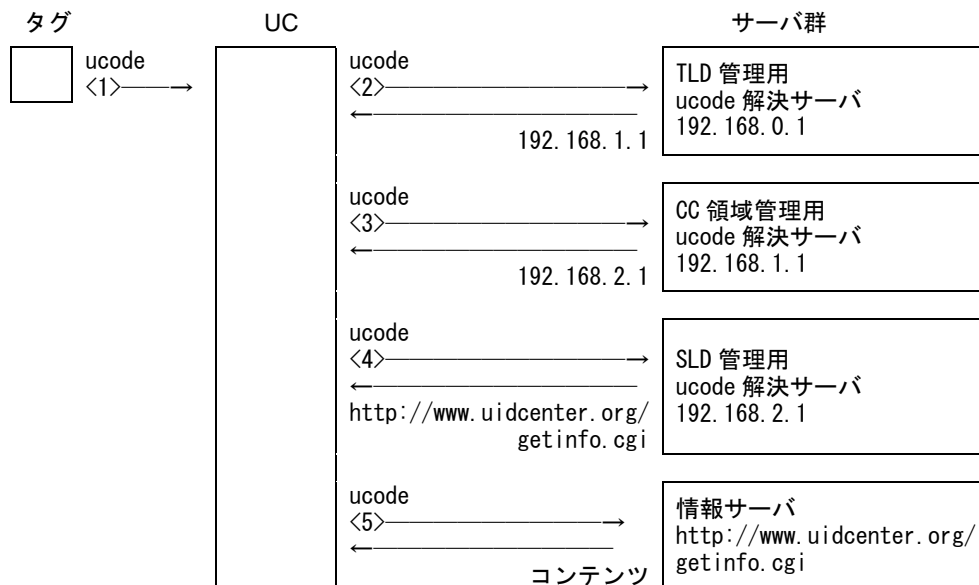 タグ
UC
サーバ群
ucode
<1>――→
ucode
<2>――――――――――→
←――――――――――
192.168.1.1
TLD 管理用
ucode 解決サーバ
192.168.0.1
ucode
<3>――――――――――→
←――――――――――
192.168.2.1
CC 領域管理用
ucode 解決サーバ
192.168.1.1
ucode
<4>――――――――――→
←――――――――――
http://www.uidcenter.org/
getinfo.cgi
SLD 管理用
ucode 解決サーバ
192.168.2.1
ucode
<5>―――――――――→
←―――――――――
コンテンツ
情報サーバ
http://www.uidcenter.org/
getinfo.cgi